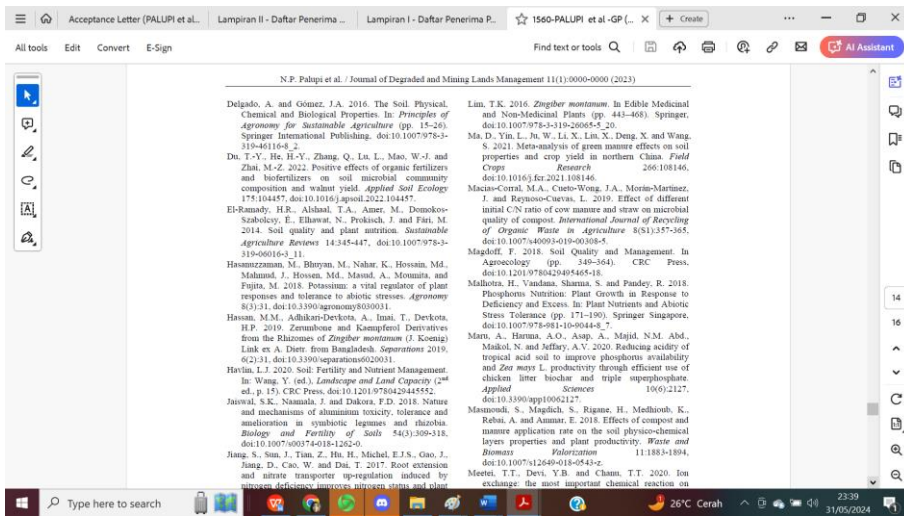 Acceptance Letter (PALUPI et al...
Lampiran II - Daftar Penerima ...
Lampiran I - Daftar Penerima P...
1560-PALUPI et al -GP (...
+ Create
All tools
Edit
Convert
E-Sign
Find text or tools
AI Assistant
N.P. Palupi et al. / Journal of Degraded and Mining Lands Management 11(1):0000-0000 (2023)
Delgado, A. and Gómez, J.A. 2016. The Soil. Physical,
Chemical and Biological Properties. In: Principles of
Agronomy for Sustainable Agriculture (pp. 15–26).
Springer International Publishing, doi:10.1007/978-3-
319-46116-8_2.
Du, T.-Y., He, H.-Y., Zhang, Q., Lu, L., Mao, W.-J. and
Zhai, M.-Z. 2022. Positive effects of organic fertilizers
and biofertilizers on soil microbial community
composition and walnut yield. Applied Soil Ecology
175:104457, doi:10.1016/j.apsoil.2022.104457.
El-Ramady, H.R., Alshaal, T.A., Amer, M., Domokos-
Szabolcsy, É., Elhawat, N., Prokisch, J. and Fári, M.
2014. Soil quality and plant nutrition. Sustainable
Agriculture Reviews 14:345-447, doi:10.1007/978-3-
319-06016-3_11.
Hasanuzzaman, M., Bhuyan, M., Nahar, K., Hossain, Md.,
Mahmud, J., Hossen, Md., Masud, A., Moumita, and
Fujita, M. 2018. Potassium: a vital regulator of plant
responses and tolerance to abiotic stresses. Agronomy
8(3):31, doi:10.3390/agronomy8030031.
Hassan, M.M., Adhikari-Devkota, A., Imai, T., Devkota,
H.P. 2019. Zerumbone and Kaempferol Derivatives
from the Rhizomes of Zingiber montanum (J. Koenig)
Link ex A. Dietr. from Bangladesh. Separations 2019,
6(2):31, doi:10.3390/separations6020031.
Havlin, L.J. 2020. Soil: Fertility and Nutrient Management.
In: Wang, Y. (ed.), Landscape and Land Capacity (2nd
ed., p. 15). CRC Press, doi:10.1201/9780429445552.
Jaiswal, S.K., Naamala, J. and Dakora, F.D. 2018. Nature
and mechanisms of aluminium toxicity, tolerance and
amelioration in symbiotic legumes and rhizobia.
Biology and Fertility of Soils 54(3):309-318,
doi:10.1007/s00374-018-1262-0.
Jiang, S., Sun, J., Tian, Z., Hu, H., Michel, E.J.S., Gao, J.,
Jiang, D., Cao, W. and Dai, T. 2017. Root extension
and nitrate transporter up-regulation induced by
nitrogen deficiency improves nitrogen status and plant
Lim, T.K. 2016. Zingiber montanum. In Edible Medicinal
and Non-Medicinal Plants (pp. 443–468). Springer,
doi:10.1007/978-3-319-26065-5_20.
Ma, D., Yin, L., Ju, W., Li, X., Liu, X., Deng, X. and Wang,
S. 2021. Meta-analysis of green manure effects on soil
properties and crop yield in northern China. Field
Crops Research 266:108146,
doi:10.1016/j.fcr.2021.108146.
Macias-Corral, M.A., Cueto-Wong, J.A., Morán-Martínez,
J. and Reynoso-Cuevas, L. 2019. Effect of different
initial C/N ratio of cow manure and straw on microbial
quality of compost. International Journal of Recycling
of Organic Waste in Agriculture 8(S1):357-365,
doi:10.1007/s40093-019-00308-5.
Magdoff, F. 2018. Soil Quality and Management. In
Agroecology (pp. 349–364). CRC Press,
doi:10.1201/9780429495465-18.
Malhotra, H., Vandana, Sharma, S. and Pandey, R. 2018.
Phosphorus Nutrition: Plant Growth in Response to
Deficiency and Excess. In: Plant Nutrients and Abiotic
Stress Tolerance (pp. 171–190). Springer Singapore,
doi:10.1007/978-981-10-9044-8_7.
Maru, A., Haruna, A.O., Asap, A., Majid, N.M. Abd.,
Maikol, N. and Jeffary, A.V. 2020. Reducing acidity of
tropical acid soil to improve phosphorus availability
and Zea mays L. productivity through efficient use of
chicken litter biochar and triple superphosphate.
Applied Sciences 10(6):2127,
doi:10.3390/app10062127.
Masmoudi, S., Magdich, S., Rigane, H., Medhioub, K.,
Rebai, A. and Ammar, E. 2018. Effects of compost and
manure application rate on the soil physico-chemical
layers properties and plant productivity. Waste and
Biomass Valorization 11:1883-1894,
doi:10.1007/s12649-018-0543-z.
Meetei, T.T., Devi, Y.B. and Chanu, T.T. 2020. Ion
exchange: the most important chemical reaction on
14
16
Type here to search
26°C Cerah
23:39
31/05/2024